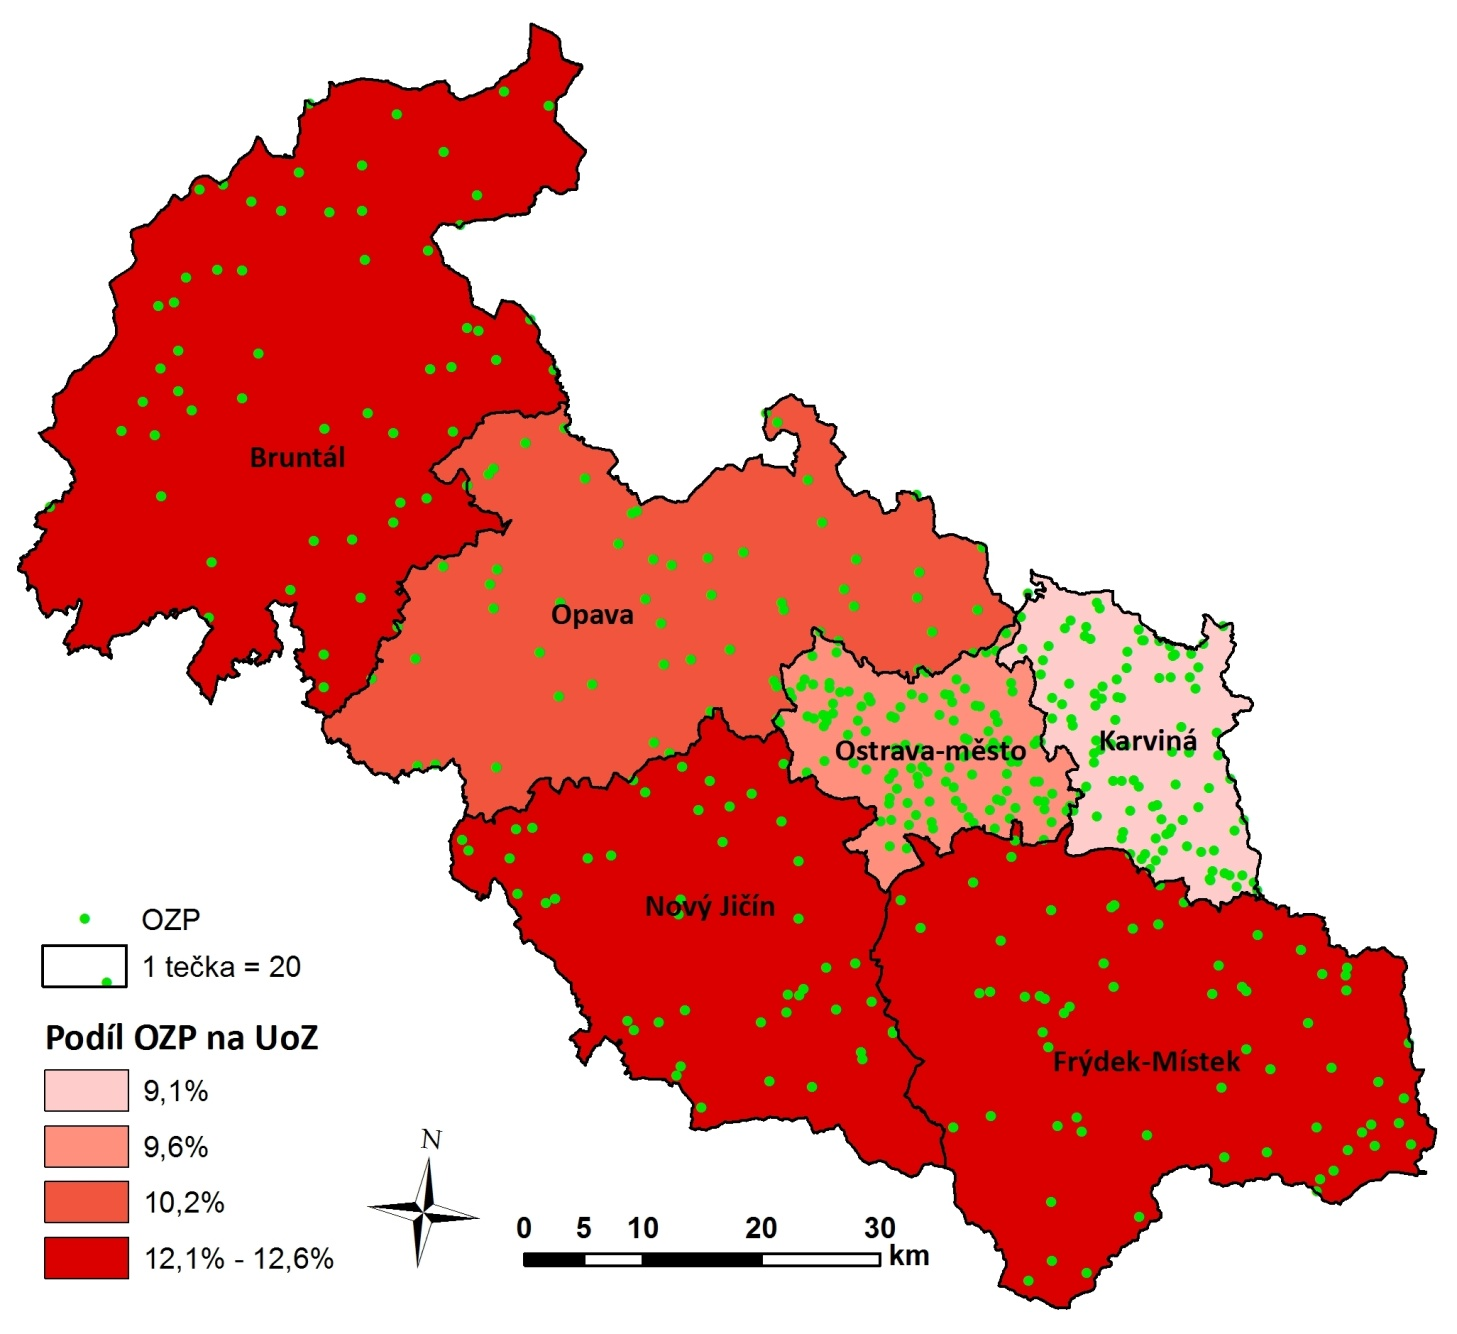 Bruntál
Opava
Ostrava-město
Karviná
Nový Jičín
Frýdek-Místek
OZP
1 tečka = 20
Podíl OZP na UoZ
9,1%
9,6%
10,2%
12,1% - 12,6%
N
0 5 10 20 30
km